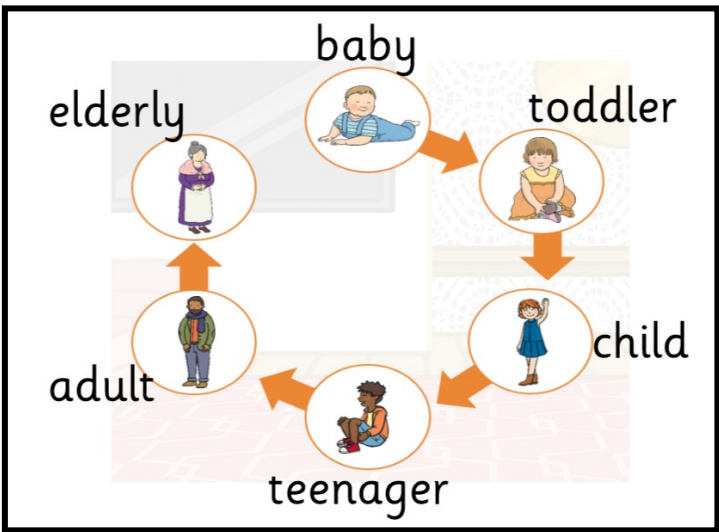 baby
toddler
child
teenager
adult
elderly